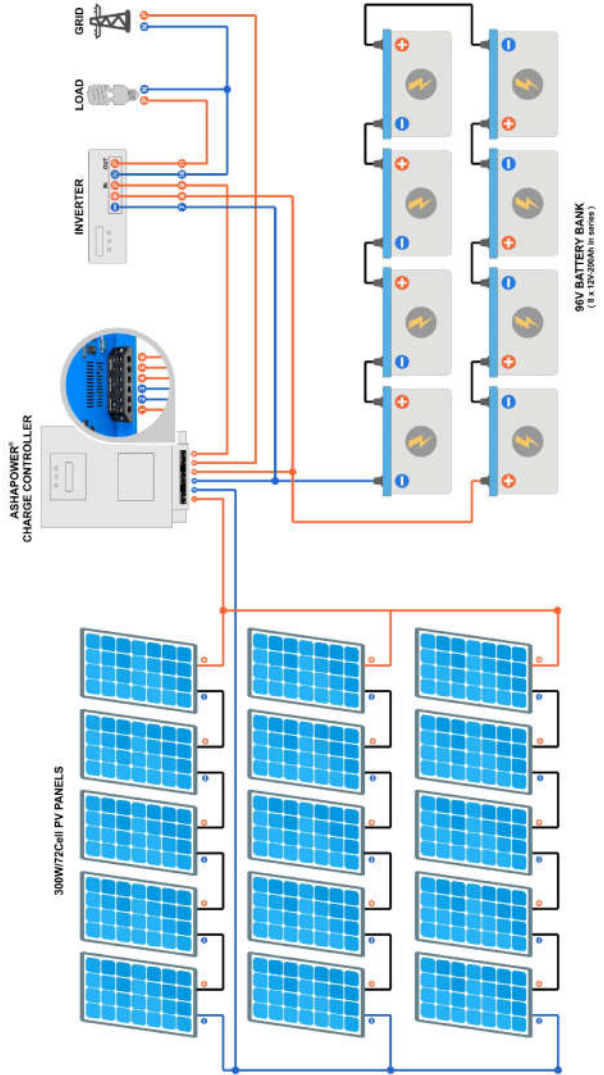 300W/72Cell PV PANELS
ASHAPOWER®
CHARGE CONTROLLER
INVERTER
IN
OUT
LOAD
GRID
96V BATTERY BANK
( 8 x 12V-200Ah in series )